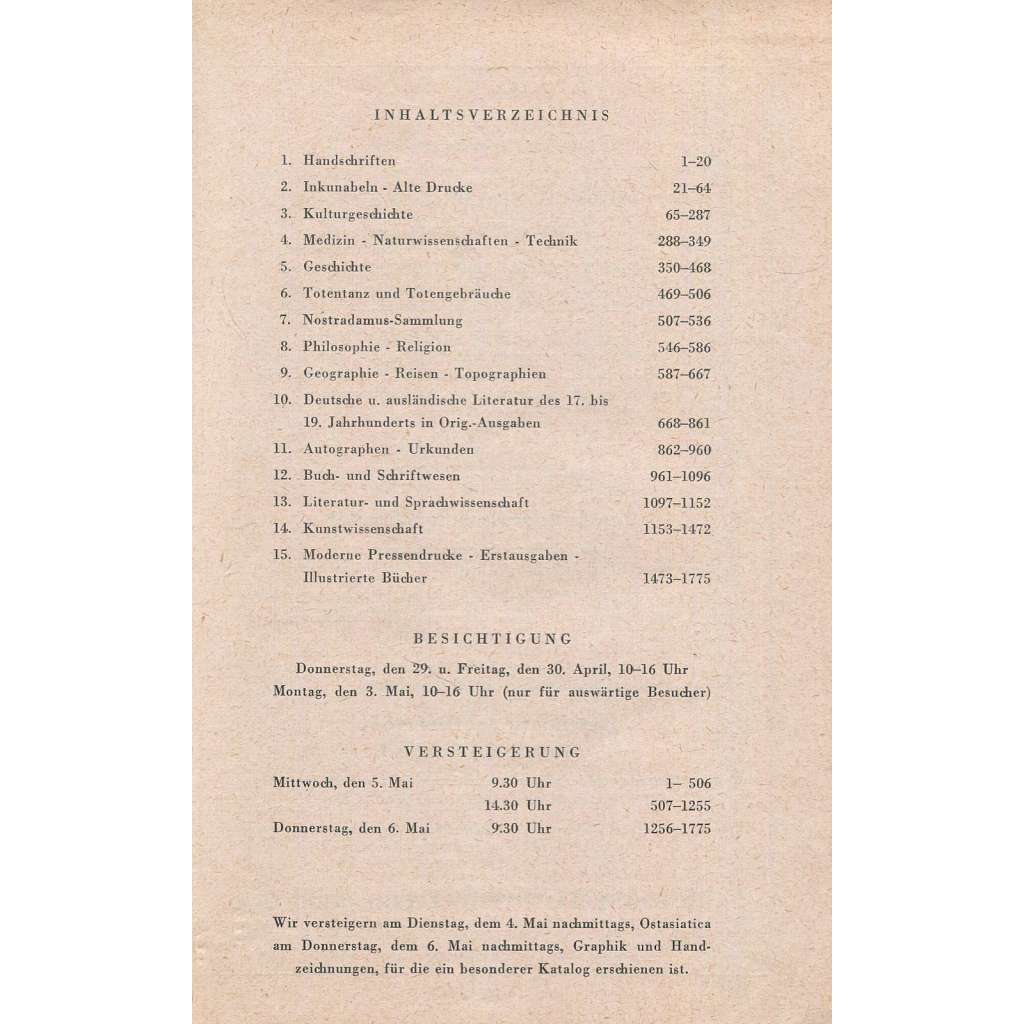 INHALTSVERZEICHNIS
1. Handschriften 1–20
2. Inkunabeln - Alte Drucke 21–64
3. Kulturgeschichte 65–287
4. Medizin - Naturwissenschaften - Technik 288–349
5. Geschichte 350–468
6. Totentanz und Totengebräuche 469–506
7. Nostradamus-Sammlung 507–536
8. Philosophie - Religion 546–586
9. Geographie - Reisen - Topographien 587–667
10. Deutsche u. ausländische Literatur des 17. bis
19. Jahrhunderts in Orig.-Ausgaben 668–861
11. Autographen - Urkunden 862–960
12. Buch- und Schriftwesen 961–1096
13. Literatur- und Sprachwissenschaft 1097–1152
14. Kunstwissenschaft 1153–1472
15. Moderne Pressendrucke - Erstausgaben -
Illustrierte Bücher 1473–1775
BESICHTIGUNG
Donnerstag, den 29. u. Freitag, den 30. April, 10–16 Uhr
Montag, den 3. Mai, 10–16 Uhr (nur für auswärtige Besucher)
VERSTEIGERUNG
Mittwoch, den 5. Mai 9.30 Uhr 1– 506
14.30 Uhr 507–1255
Donnerstag, den 6. Mai 9.30 Uhr 1256–1775
Wir versteigern am Dienstag, dem 4. Mai nachmittags, Ostasiatica
am Donnerstag, dem 6. Mai nachmittags, Graphik und Hand-
zeichnungen, für die ein besonderer Katalog erschienen ist.